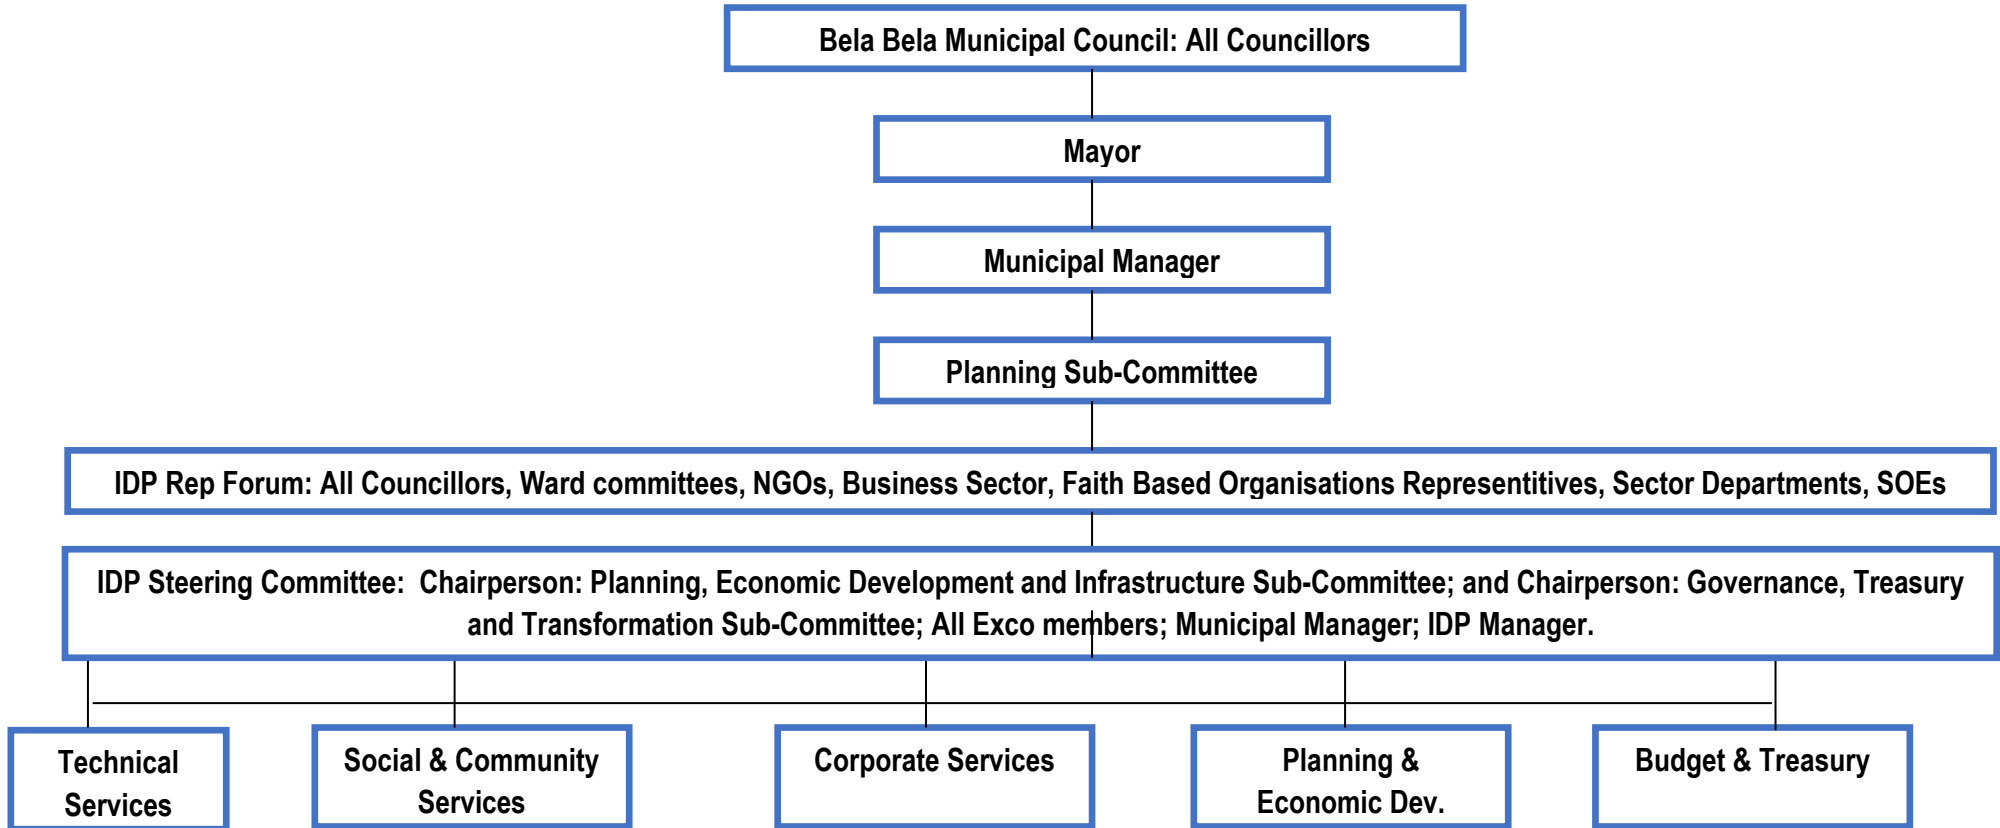 Bela Bela Municipal Council: All Councillors
Mayor
Municipal Manager
Planning Sub-Committee
IDP Rep Forum: All Councillors, Ward committees, NGOs, Business Sector, Faith Based Organisations Representitives, Sector Departments, SOEs
IDP Steering Committee: Chairperson: Planning, Economic Development and Infrastructure Sub-Committee; and Chairperson: Governance, Treasury
and Transformation Sub-Committee; All Exco members; Municipal Manager; IDP Manager.
Technical
Services
Social & Community
Services
Corporate Services
Planning &
Economic Dev.
Budget & Treasury